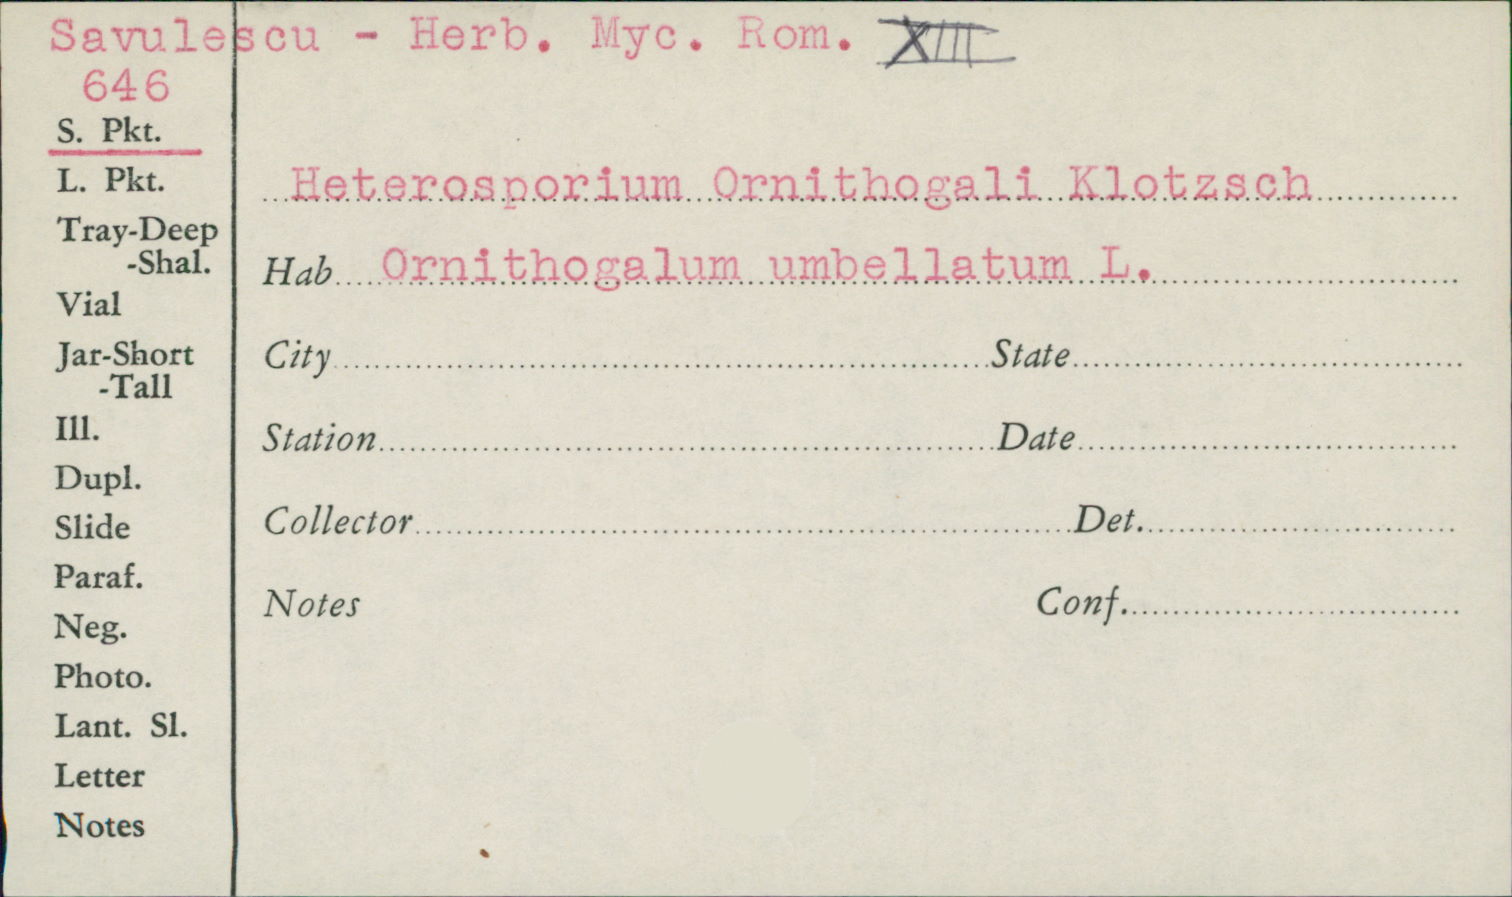 Savulescu - Herb. Myc. Rom. XIII
646
S. Pkt.
L. Pkt.
Tray-Deep
-Shal.
Vial
Jar-Short
-Tall
Ill.
Dupl.
Slide
Paraf.
Neg.
Photo.
Lant. Sl.
Letter
Notes
Heterosporium Ornithogali Klotzsch
Hab Ornithogalum umbellatum L.
City State
Station Date
Collector Det.
Notes Conf.